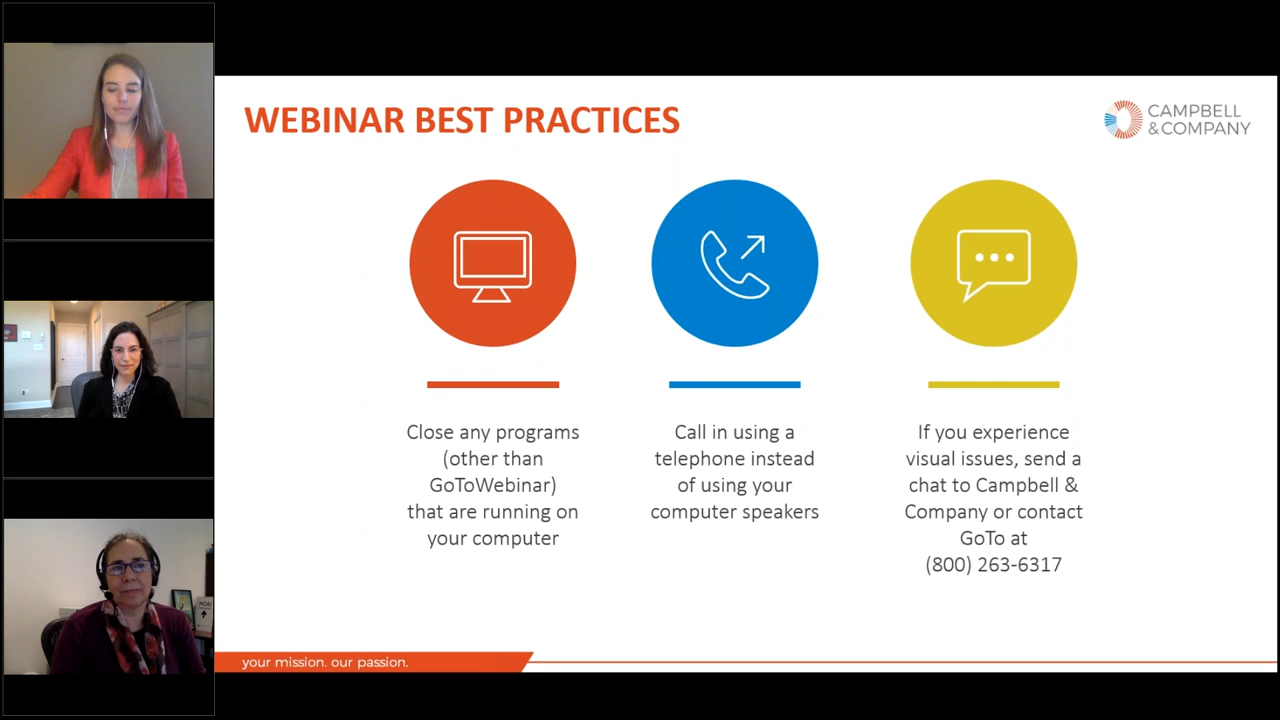 WEBINAR BEST PRACTICES
CAMPBELL
& COMPANY
Close any programs
(other than
GoToWebinar)
that are running on
your computer
Call in using a
telephone instead
of using your
computer speakers
If you experience
visual issues, send a
chat to Campbell &
Company or contact
GoTo at
(800) 263-6317
your mission. our passion.